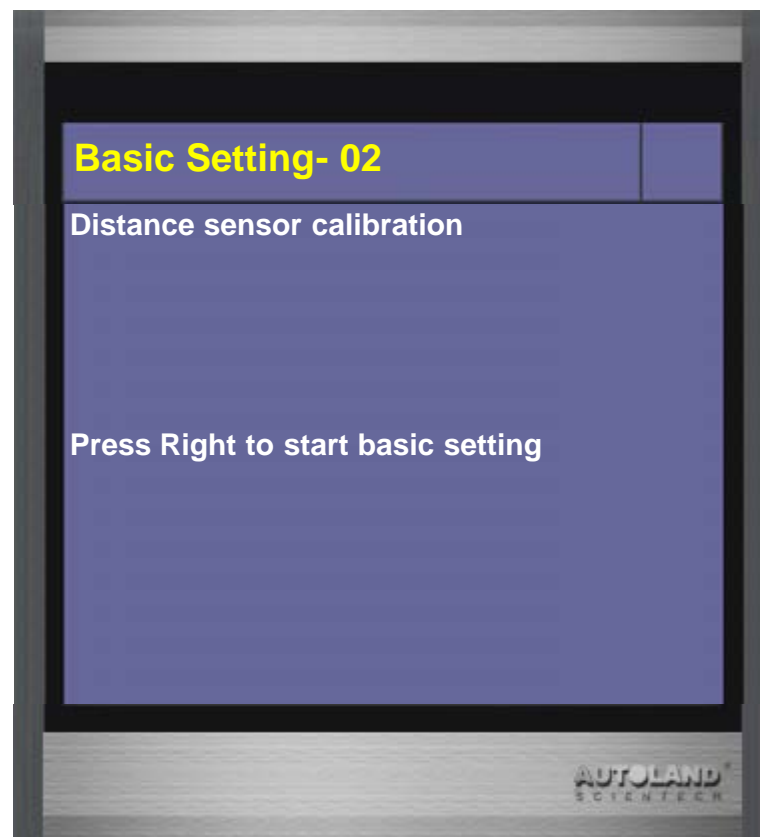 Basic Setting- 02
Distance sensor calibration
Press Right to start basic setting
AUTOLAND
SCIENTECH